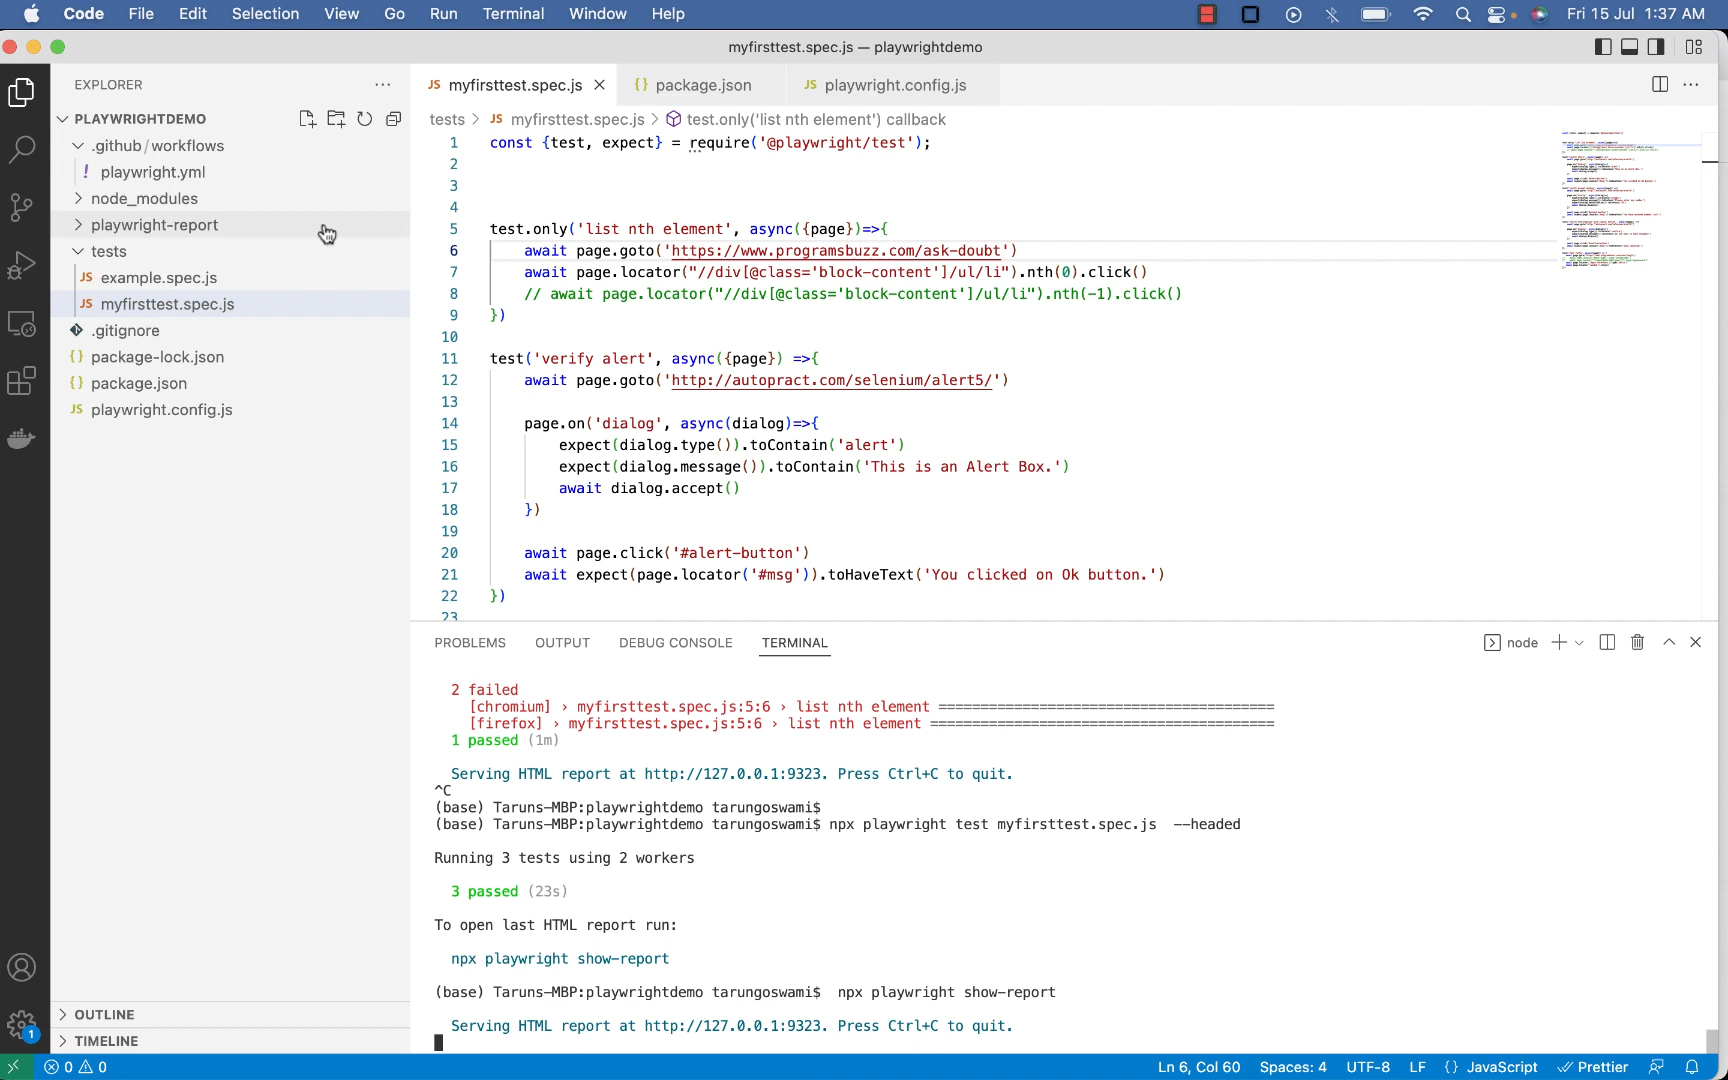 Code File Edit Selection View Go Run Terminal Window Help Fri 15 Jul 1:37 AM
myfirsttest.spec.js — playwrightdemo
EXPLORER
JS myfirsttest.spec.js
{} package.json
JS playwright.config.js
PLAYWRIGHTDEMO
tests > JS myfirsttest.spec.js > test.only('list nth element') callback
.github/workflows
! playwright.yml
node_modules
playwright-report
tests
JS example.spec.js
JS myfirsttest.spec.js
.gitignore
{} package-lock.json
{} package.json
JS playwright.config.js
OUTLINE
TIMELINE
1 const {test, expect} = require('@playwright/test');
2
3
4
5 test.only('list nth element', async({page})=>{
6 await page.goto('https://www.programsbuzz.com/ask-doubt')
7 await page.locator("//div[@class='block-content']/ul/li").nth(0).click()
8 // await page.locator("//div[@class='block-content']/ul/li").nth(-1).click()
9 })
10
11 test('verify alert', async({page}) =>{
12 await page.goto('http://autopract.com/selenium/alert5/')
13
14 page.on('dialog', async(dialog)=>{
15 expect(dialog.type()).toContain('alert')
16 expect(dialog.message()).toContain('This is an Alert Box.')
17 await dialog.accept()
18 })
19
20 await page.click('#alert-button')
21 await expect(page.locator('#msg')).toHaveText('You clicked on Ok button.')
22 })
23
PROBLEMS OUTPUT DEBUG CONSOLE TERMINAL node
2 failed
[chromium] › myfirsttest.spec.js:5:6 › list nth element =======================================
[firefox] › myfirsttest.spec.js:5:6 › list nth element ========================================
1 passed (1m)
Serving HTML report at http://127.0.0.1:9323. Press Ctrl+C to quit.
^C
(base) Taruns-MBP:playwrightdemo tarungoswami$
(base) Taruns-MBP:playwrightdemo tarungoswami$ npx playwright test myfirsttest.spec.js --headed
Running 3 tests using 2 workers
3 passed (23s)
To open last HTML report run:
npx playwright show-report
(base) Taruns-MBP:playwrightdemo tarungoswami$ npx playwright show-report
Serving HTML report at http://127.0.0.1:9323. Press Ctrl+C to quit.
1
0 0 Ln 6, Col 60 Spaces: 4 UTF-8 LF {} JavaScript Prettier